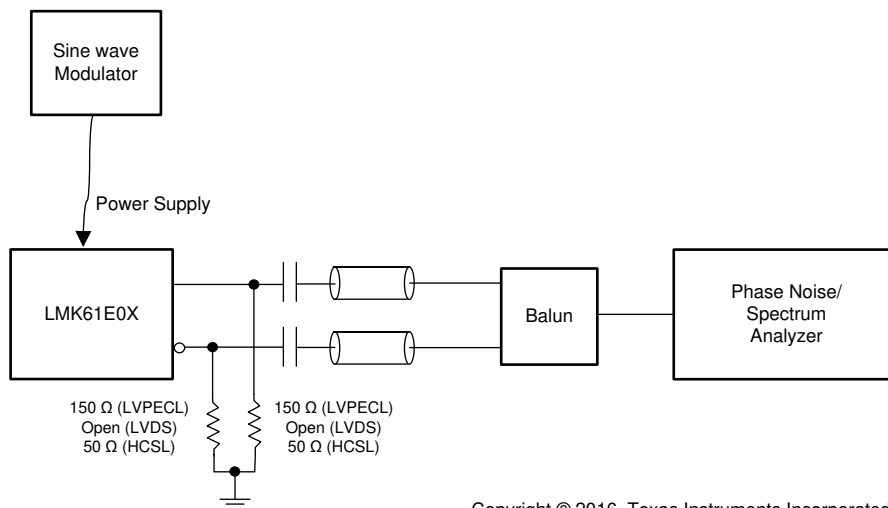 Sine wave
Modulator
Power Supply
LMK61E0X
Balun
Phase Noise/
Spectrum
Analyzer
150 Ω (LVPECL)
Open (LVDS)
50 Ω (HCSL)
150 Ω (LVPECL)
Open (LVDS)
50 Ω (HCSL)
Copyright © 2016, Texas Instruments Incorporated